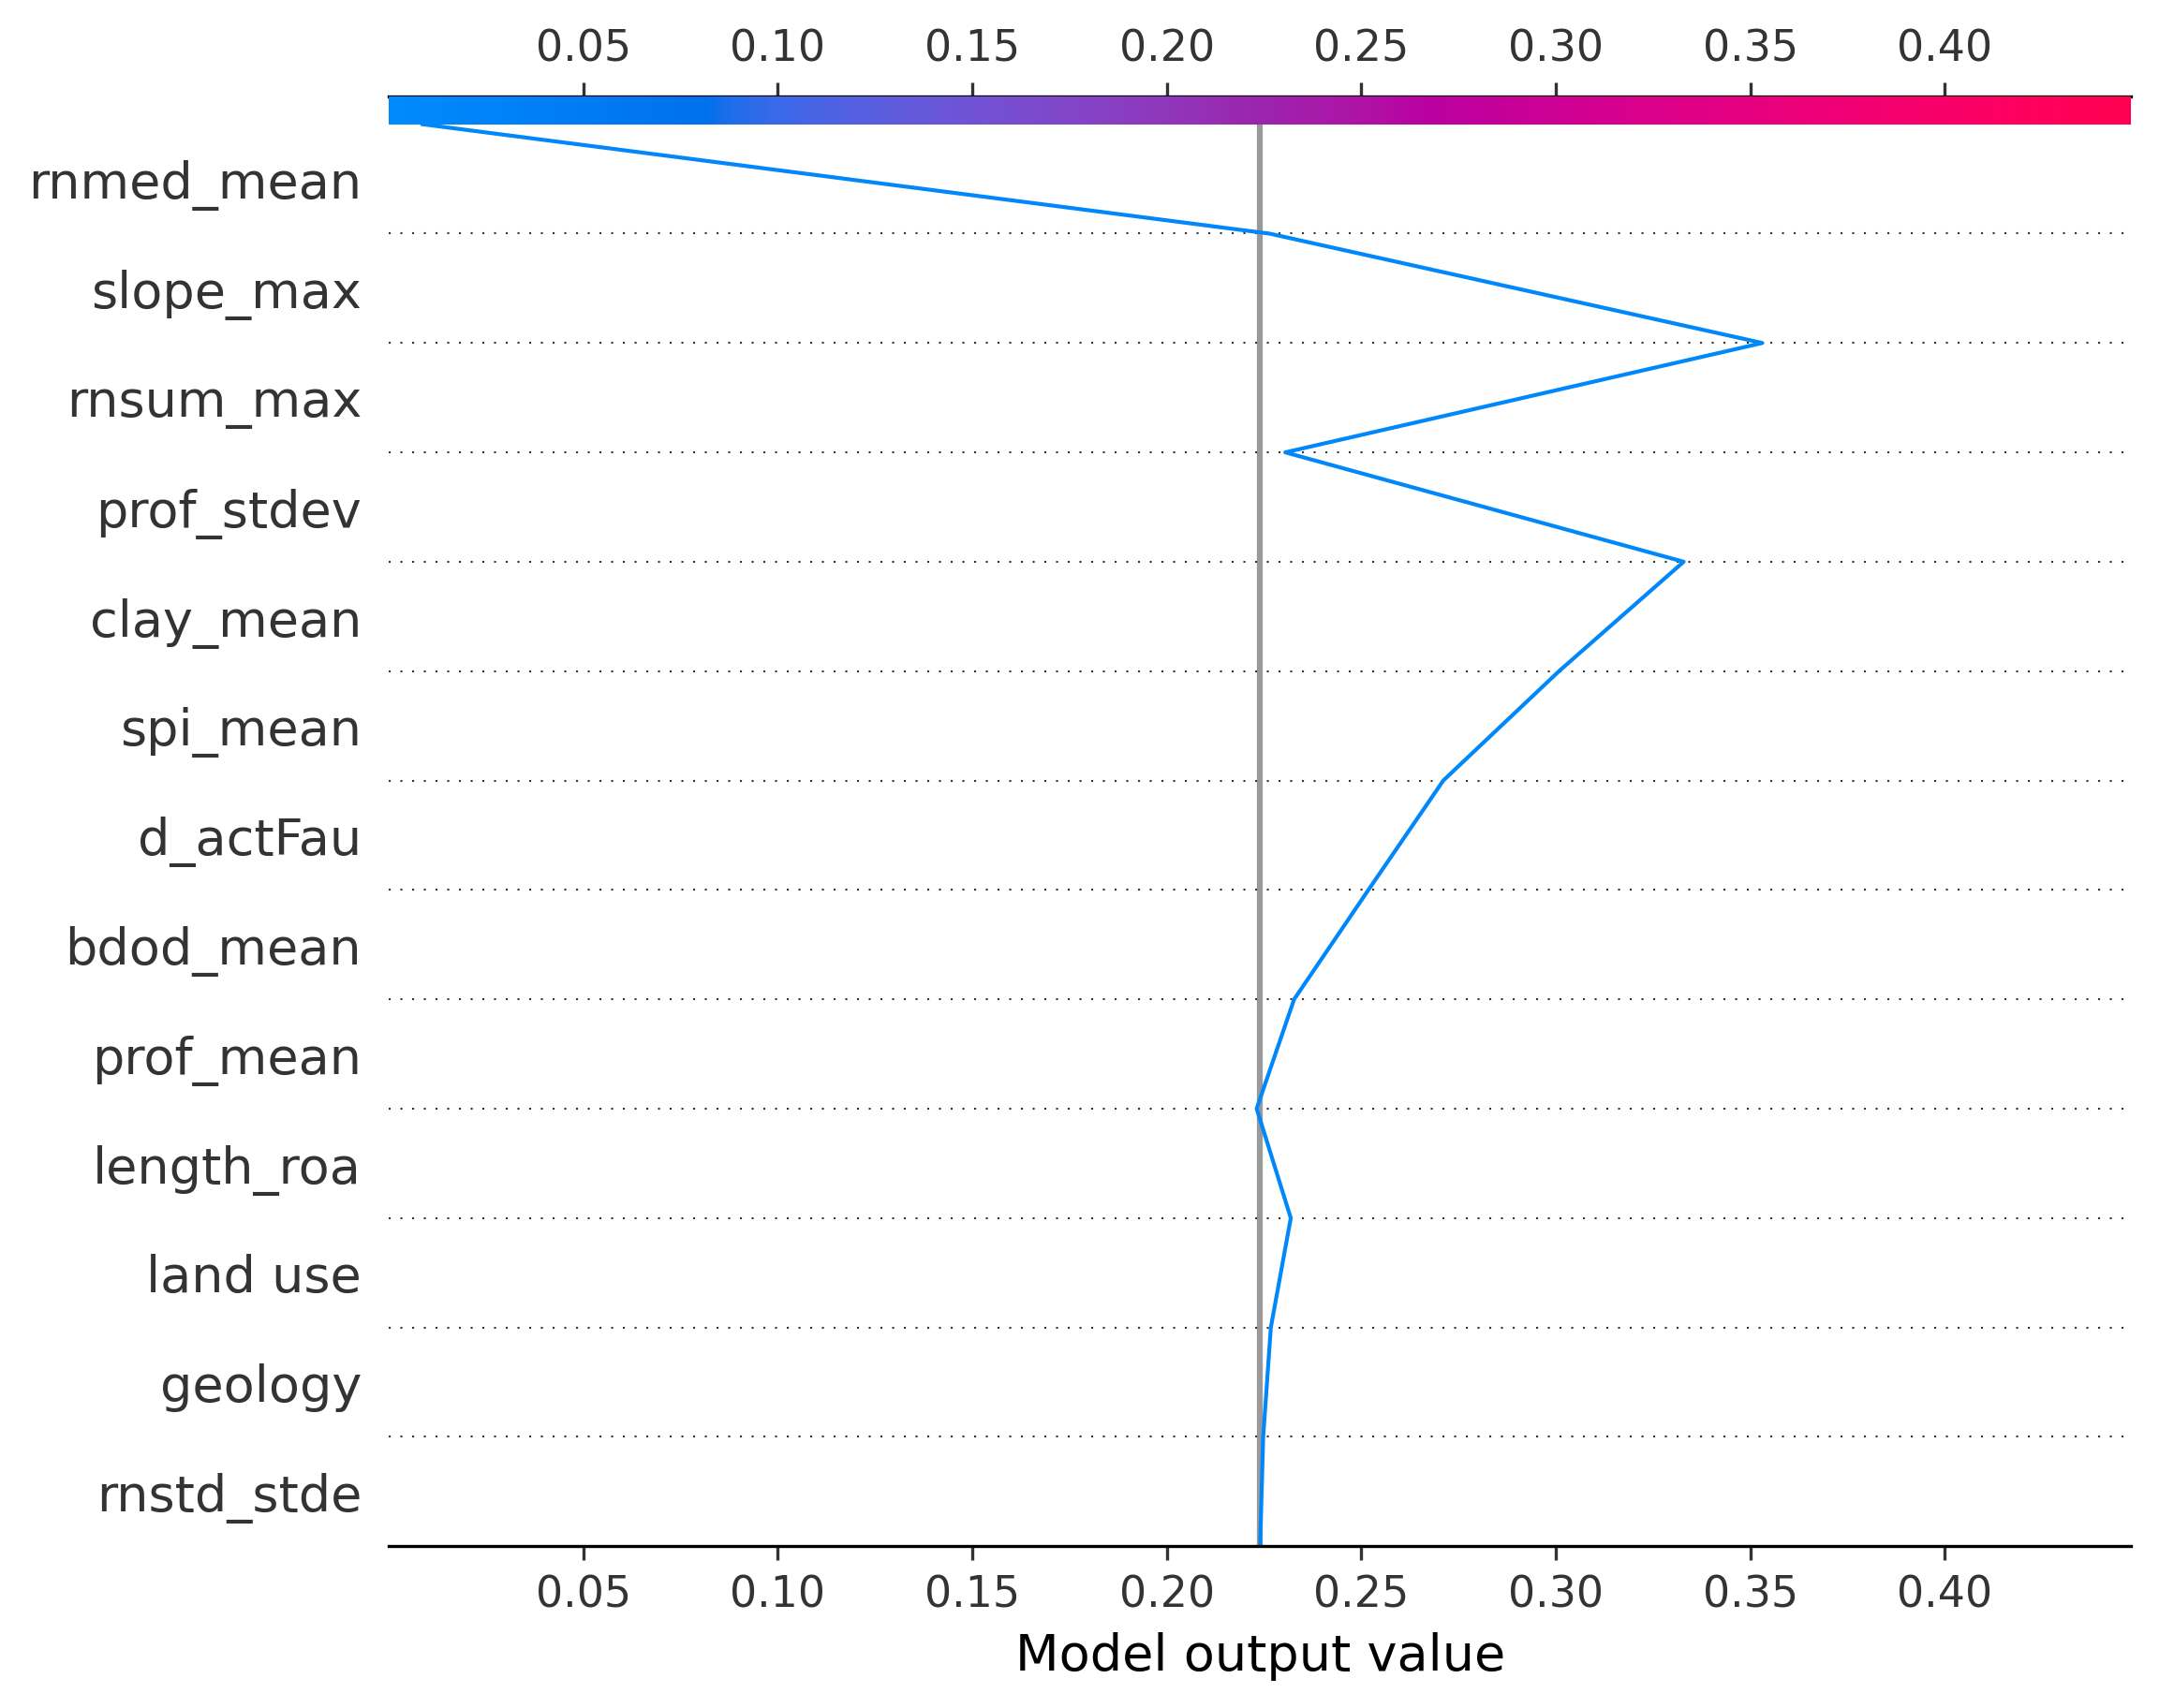 0.05 0.10 0.15 0.20 0.25 0.30 0.35 0.40
rnmed_mean
slope_max
rnsum_max
prof_stdev
clay_mean
spi_mean
d_actFau
bdod_mean
prof_mean
length_roa
land use
geology
rnstd_stde
0.05 0.10 0.15 0.20 0.25 0.30 0.35 0.40
Model output value